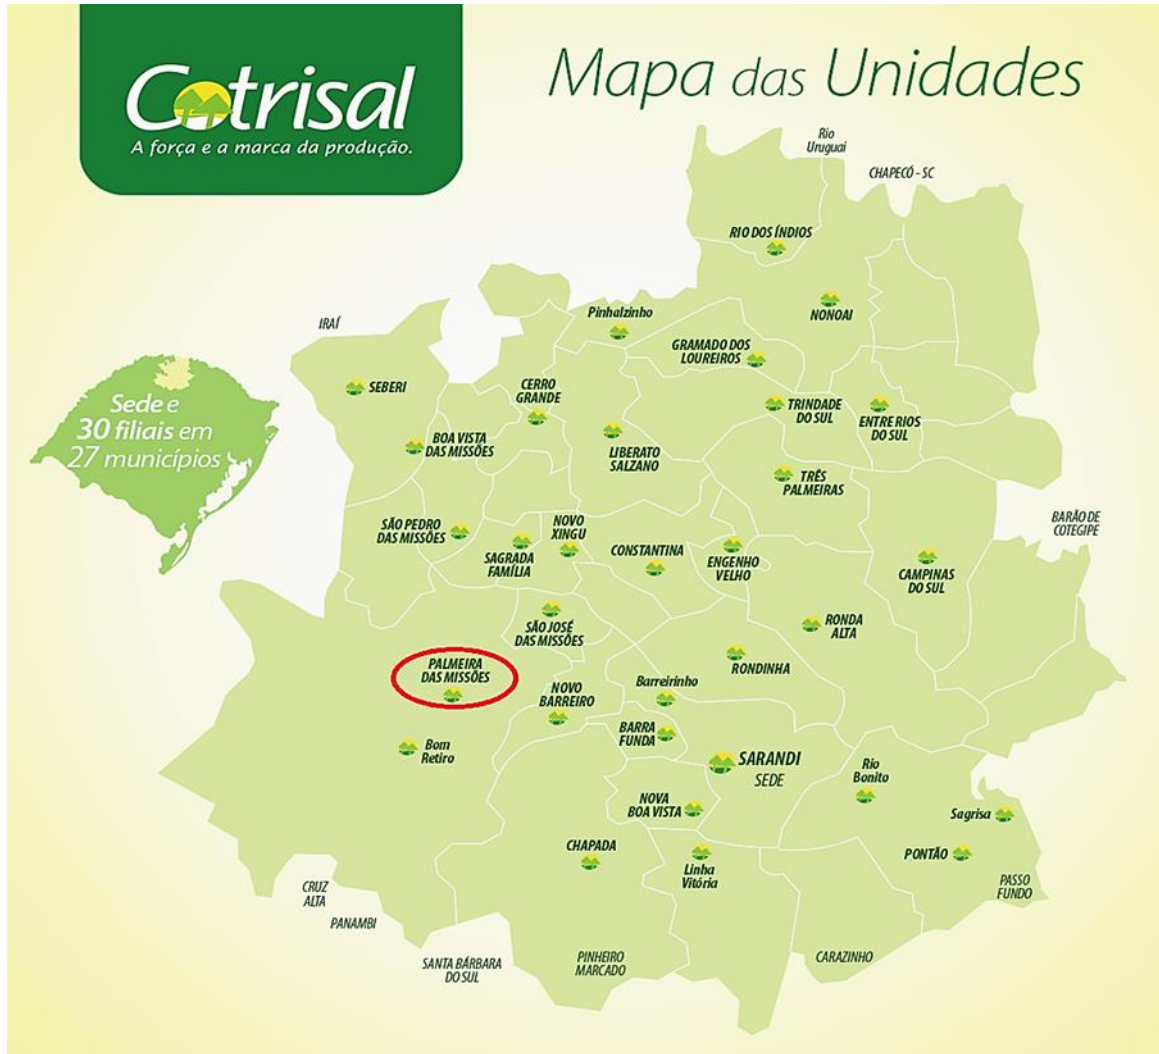 Cotrisal
A força e a marca da produção.
Mapa das Unidades
Rio
Uruguai
CHAPECÓ - SC
RIO DOS ÍNDIOS
NONOAI
Pinhalzinho
IRAÍ
GRAMADO DOS
LOUREIROS
SEBERI
CERRO
GRANDE
TRINDADE
DO SUL
ENTRE RIOS
DO SUL
Sede e
30 filiais em
27 municípios
BOA VISTA
DAS MISSÕES
LIBERATO
SALZANO
TRÊS
PALMEIRAS
BARÃO DE
COTEGIPE
SÃO PEDRO
DAS MISSÕES
SAGRADA
FAMÍLIA
NOVO
XINGU
CONSTANTINA
ENGENHO
VELHO
CAMPINAS
DO SUL
SÃO JOSÉ
DAS MISSÕES
RONDA
ALTA
PALMEIRA
DAS MISSÕES
NOVO
BARREIRO
Barreirinho
RONDINHA
Bom
Retiro
BARRA
FUNDA
SARANDI
SEDE
Rio
Bonito
NOVA
BOA VISTA
Sagrisa
CHAPADA
Linha
Vitória
PONTÃO
PASSO
FUNDO
CRUZ
ALTA
PANAMBI
SANTA BÁRBARA
DO SUL
PINHEIRO
MARCADO
CARAZINHO